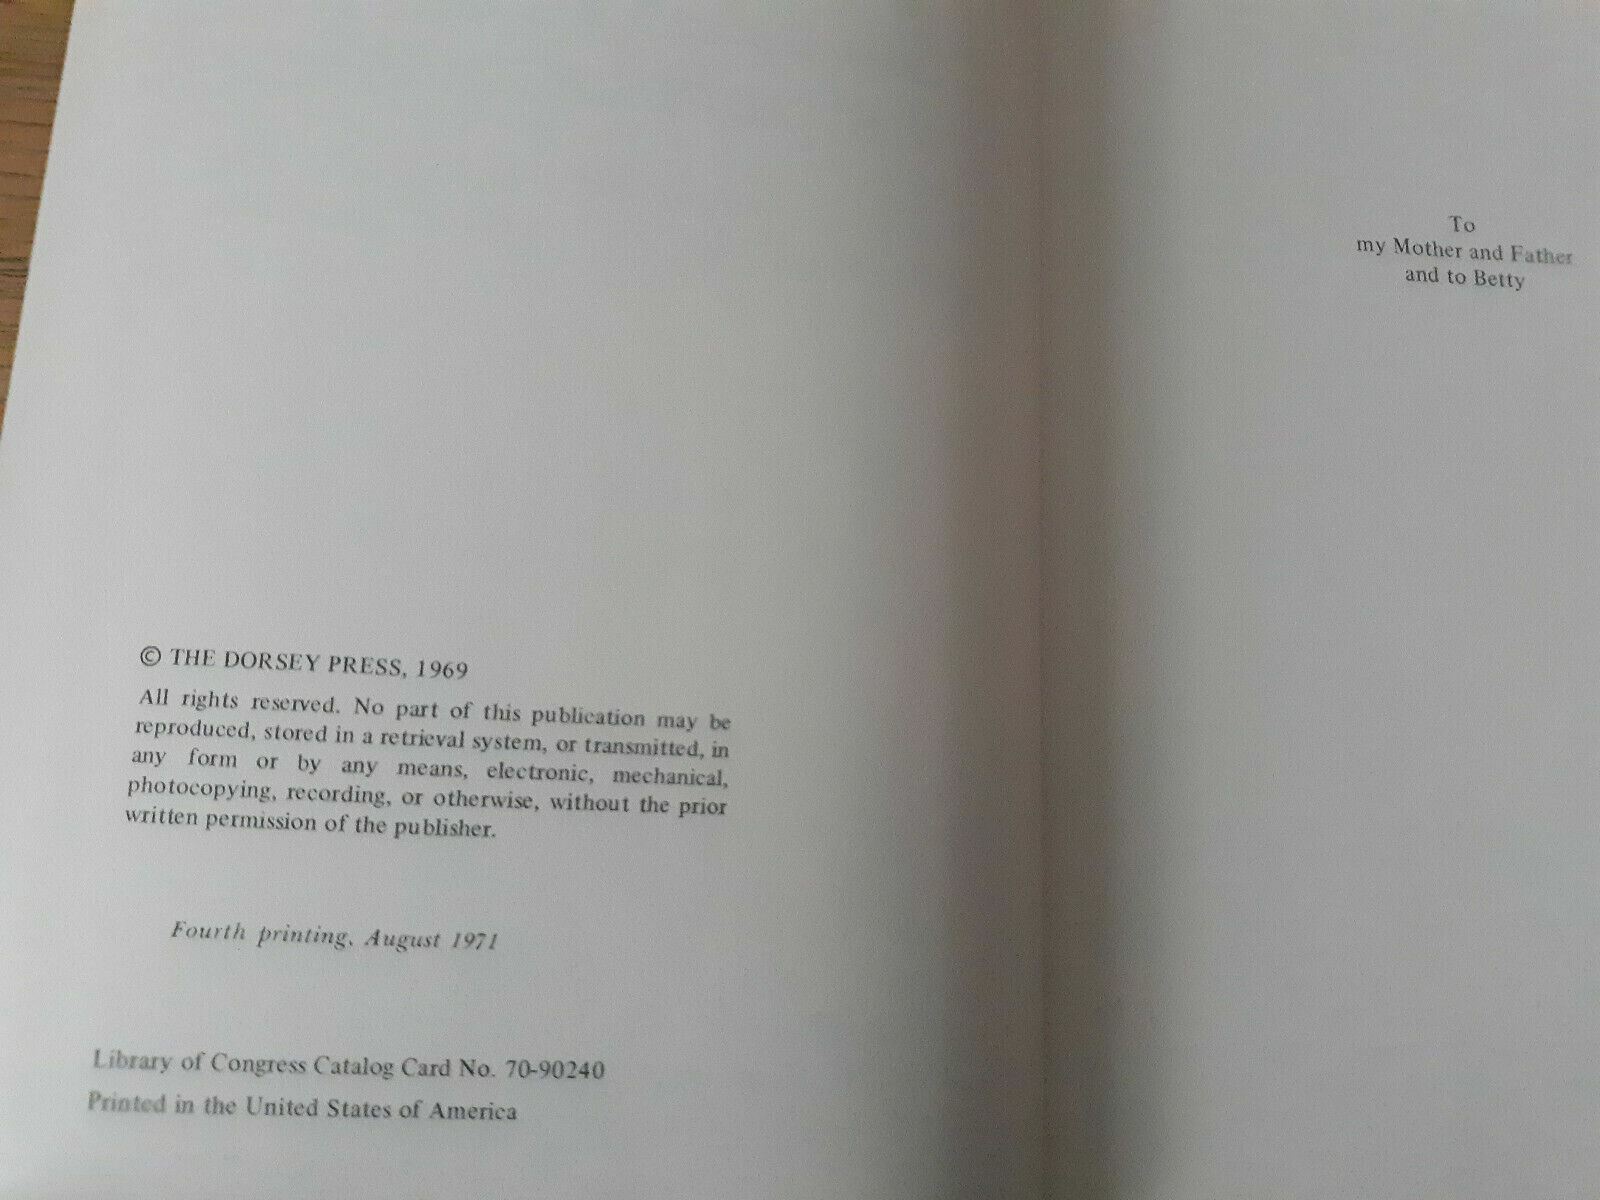 © THE DORSEY PRESS, 1969
All rights reserved. No part of this publication may be
reproduced, stored in a retrieval system, or transmitted, in
any form or by any means, electronic, mechanical,
photocopying, recording, or otherwise, without the prior
written permission of the publisher.
Fourth printing, August 1971
Library of Congress Catalog Card No. 70-90240
Printed in the United States of America
To
my Mother and Father
and to Betty